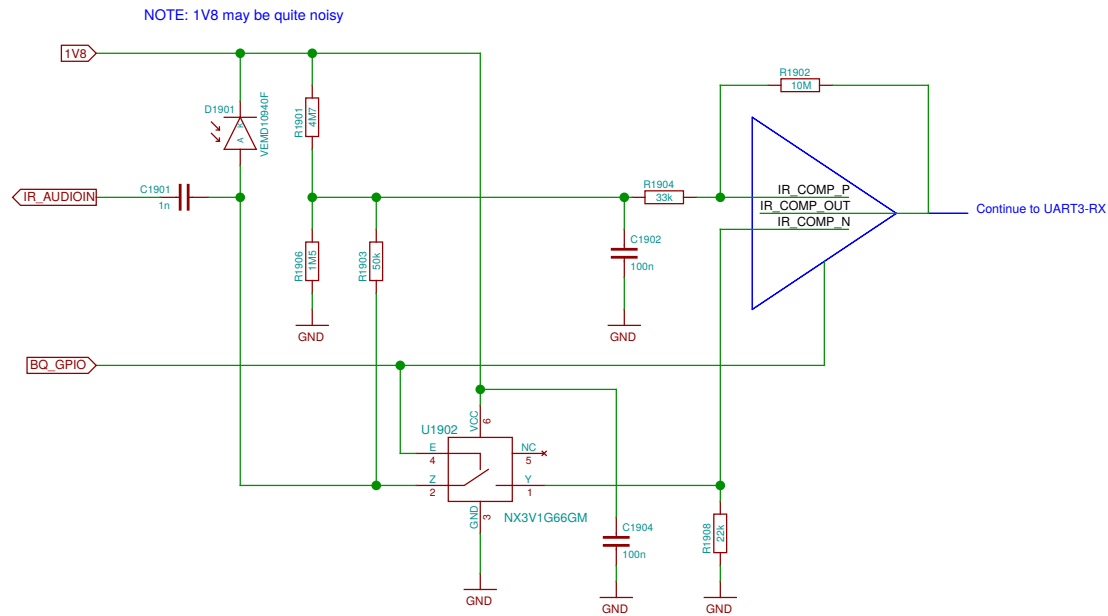 NOTE: 1V8 may be quite noisy
1V8
R1902
10M
D1901
K
A
VEMD10940F
R1901
4M7
IR_AUDIOIN
C1901
1n
R1904
33k
IR_COMP_P
IR_COMP_OUT
IR_COMP_N
Continue to UART3-RX
R1906
1M5
R1903
50k
C1902
100n
GND
GND
BQ_GPIO
U1902
VCC
6
E
4
NC
5
Z
2
Y
1
GND
3
NX3V1G66GM
C1904
100n
R1908
22k
GND
GND
GND